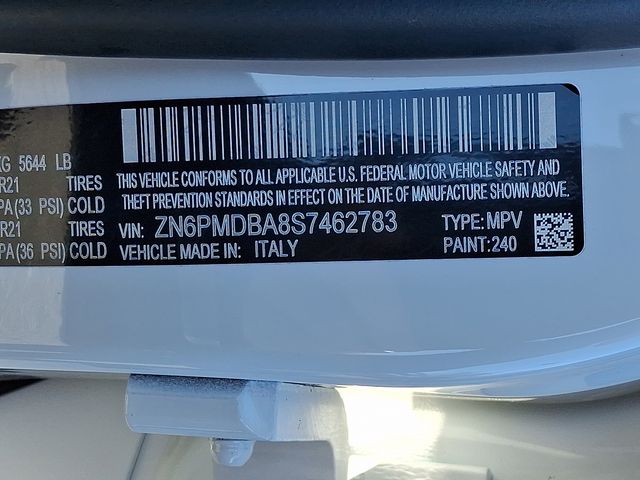 KG 5644 LB
R21 TIRES
PA(33 PSI) COLD
R21 TIRES
PA(36 PSI) COLD
THIS VEHICLE CONFORMS TO ALL APPLICABLE U.S. FEDERAL MOTOR VEHICLE SAFETY AND
THEFT PREVENTION STANDARDS IN EFFECT ON THE DATE OF MANUFACTURE SHOWN ABOVE.
VIN: ZN6PMDBA8S7462783 TYPE: MPV
VEHICLE MADE IN: ITALY PAINT: 240